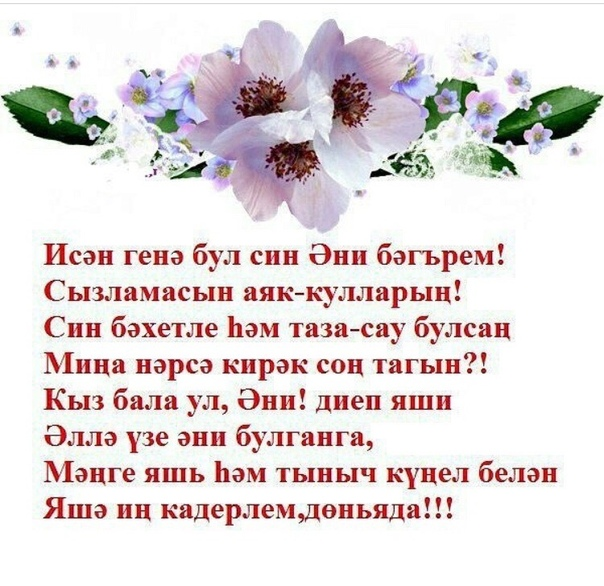 Исән генә бул син Әни бәгърем!
Сызламасын аяк-кулларың!
Син бәхетле һәм таза-сау булсаң
Миңа нәрсә кирәк соң тагын?!
Кыз бала ул, Әни! диеп яши
Әллә үзе әни булганга,
Мәңге яшь һәм тыныч күңел белән
Яшә иң кадерлем,дөньяда!!!